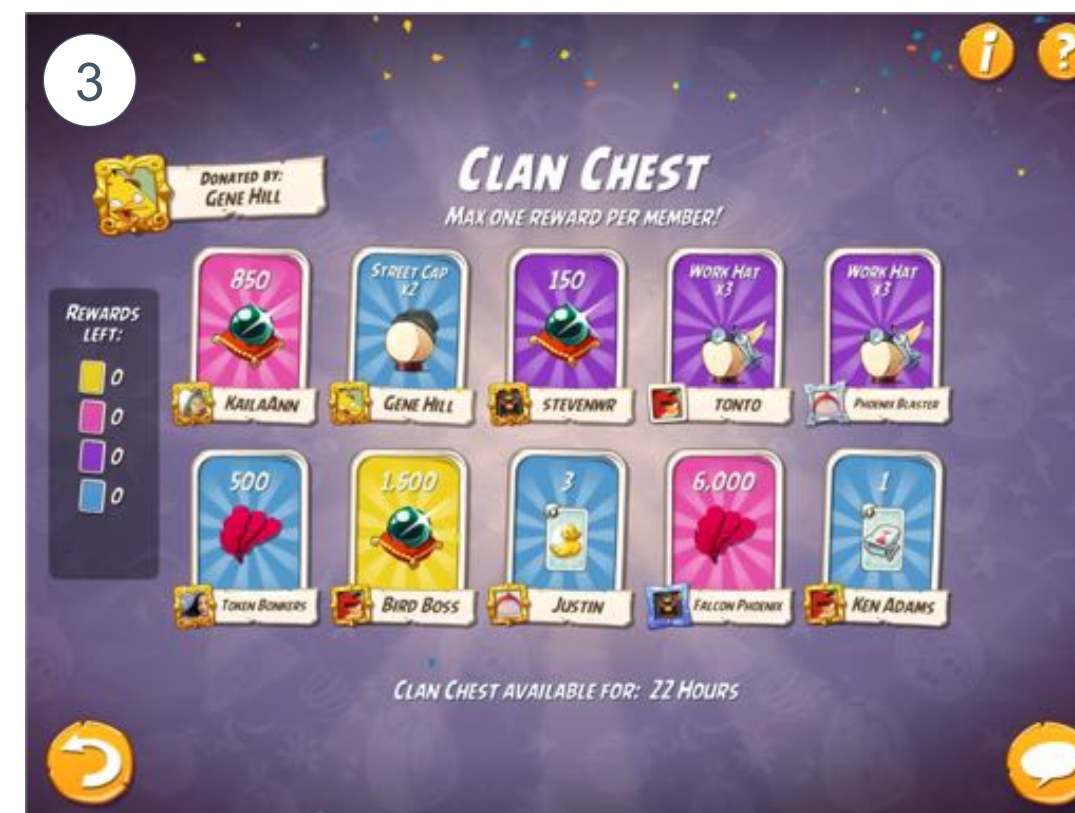 3
i
?
DONATED BY:
GENE HILL
CLAN CHEST
MAX ONE REWARD PER MEMBER!
REWARDS
LEFT:
0
0
0
0
850
KAILAANN
STREET CAP
x2
GENE HILL
150
STEVENWR
WORK HAT
x3
TONTO
WORK HAT
x3
PHOENIX BLASTER
500
TOKEN BONKERS
1,500
BIRD BOSS
3
JUSTIN
6,000
FALCON PHOENIX
1
KEN ADAMS
CLAN CHEST AVAILABLE FOR: 22 HOURS